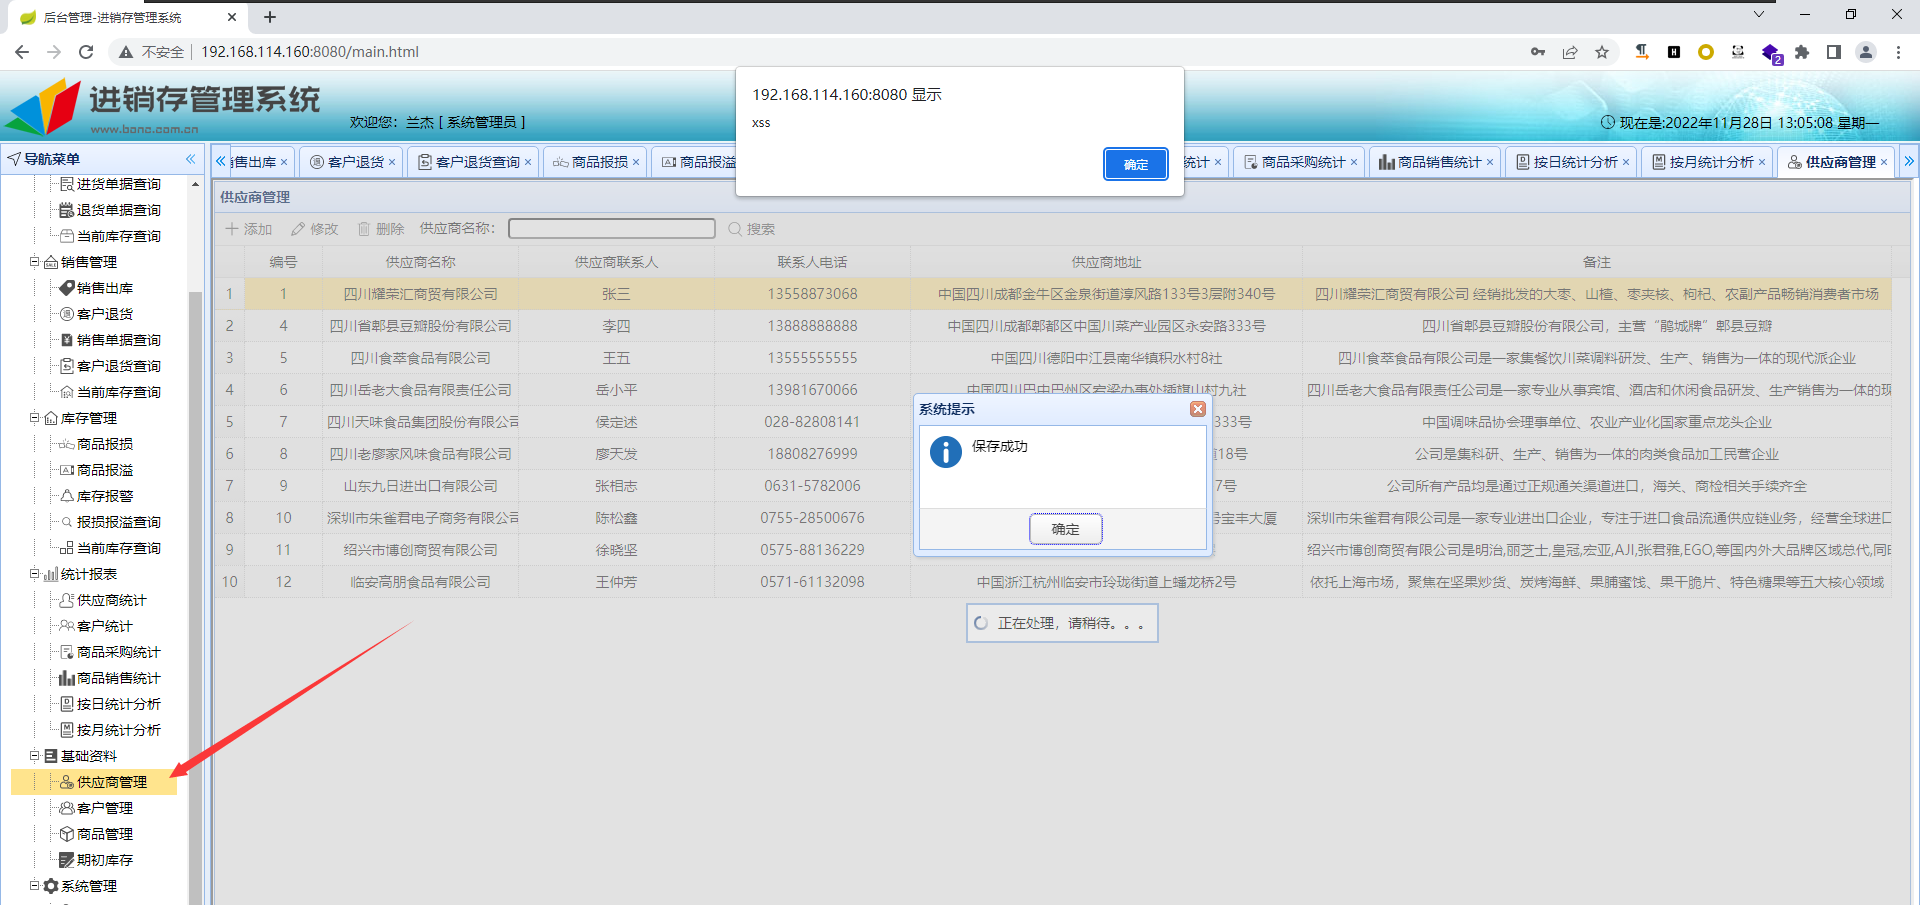 后台管理-进销存管理系统
不安全
192.168.114.160:8080/main.html
2
进销存管理系统
欢迎您：兰杰 [ 系统管理员 ]
192.168.114.160:8080 显示
xss
确定
现在是:2022年11月28日 13:05:08 星期一
导航菜单
售出库
客户退货
客户退货查询
商品报损
商品报溢
统计
商品采购统计
商品销售统计
按日统计分析
按月统计分析
供应商管理
进货单据查询
退货单据查询
当前库存查询
销售管理
销售出库
客户退货
销售单据查询
客户退货查询
当前库存查询
库存管理
商品报损
商品报溢
库存报警
报损报溢查询
当前库存查询
统计报表
供应商统计
客户统计
商品采购统计
商品销售统计
按日统计分析
按月统计分析
基础资料
供应商管理
客户管理
商品管理
期初库存
系统管理
供应商管理
添加 修改 删除 供应商名称： 搜索
编号 供应商名称 供应商联系人 联系人电话 供应商地址 备注
1 1 四川耀荣汇商贸有限公司 张三 13558873068 中国四川成都金牛区金泉街道淳风路133号3层附340号 四川耀荣汇商贸有限公司 经销批发的大枣、山楂、枣夹核、枸杞、农副产品畅销消费者市场
2 4 四川省郫县豆瓣股份有限公司 李四 13888888888 中国四川成都郫都区中国川菜产业园区永安路333号 四川省郫县豆瓣股份有限公司，主营“鹃城牌”郫县豆瓣
3 5 四川食萃食品有限公司 王五 13555555555 中国四川德阳中江县南华镇积水村8社 四川食萃食品有限公司是一家集餐饮川菜调料研发、生产、销售为一体的现代派企业
4 6 四川岳老大食品有限责任公司 岳小平 13981670066 中国四川巴中巴州区宕梁办事处插旗山村九社 四川岳老大食品有限责任公司是一家专业从事宾馆、酒店和休闲食品研发、生产销售为一体的现
5 7 四川天味食品集团股份有限公司 侯定述 028-82808141 333号 中国调味品协会理事单位、农业产业化国家重点龙头企业
6 8 四川老廖家风味食品有限公司 廖天发 18808276999 道18号 公司是集科研、生产、销售为一体的肉类食品加工民营企业
7 9 山东九日进出口有限公司 张相志 0631-5782006 7号 公司所有产品均是通过正规通关渠道进口，海关、商检相关手续齐全
8 10 深圳市朱雀君电子商务有限公司 陈松鑫 0755-28500676 号宝丰大厦 深圳市朱雀君有限公司是一家专业进出口企业，专注于进口食品流通供应链业务，经营全球进口
9 11 绍兴市博创商贸有限公司 徐晓坚 0575-88136229 绍兴市博创商贸有限公司是明治,丽芝士,皇冠,宏亚,AJI,张君雅,EGO,等国内外大品牌区域总代,同时
10 12 临安高朋食品有限公司 王仲芳 0571-61132098 中国浙江杭州临安市玲珑街道上蟠龙桥2号 依托上海市场，聚焦在坚果炒货、炭烤海鲜、果脯蜜饯、果干脆片、特色糖果等五大核心领域
系统提示
保存成功
确定
正在处理，请稍待。。。